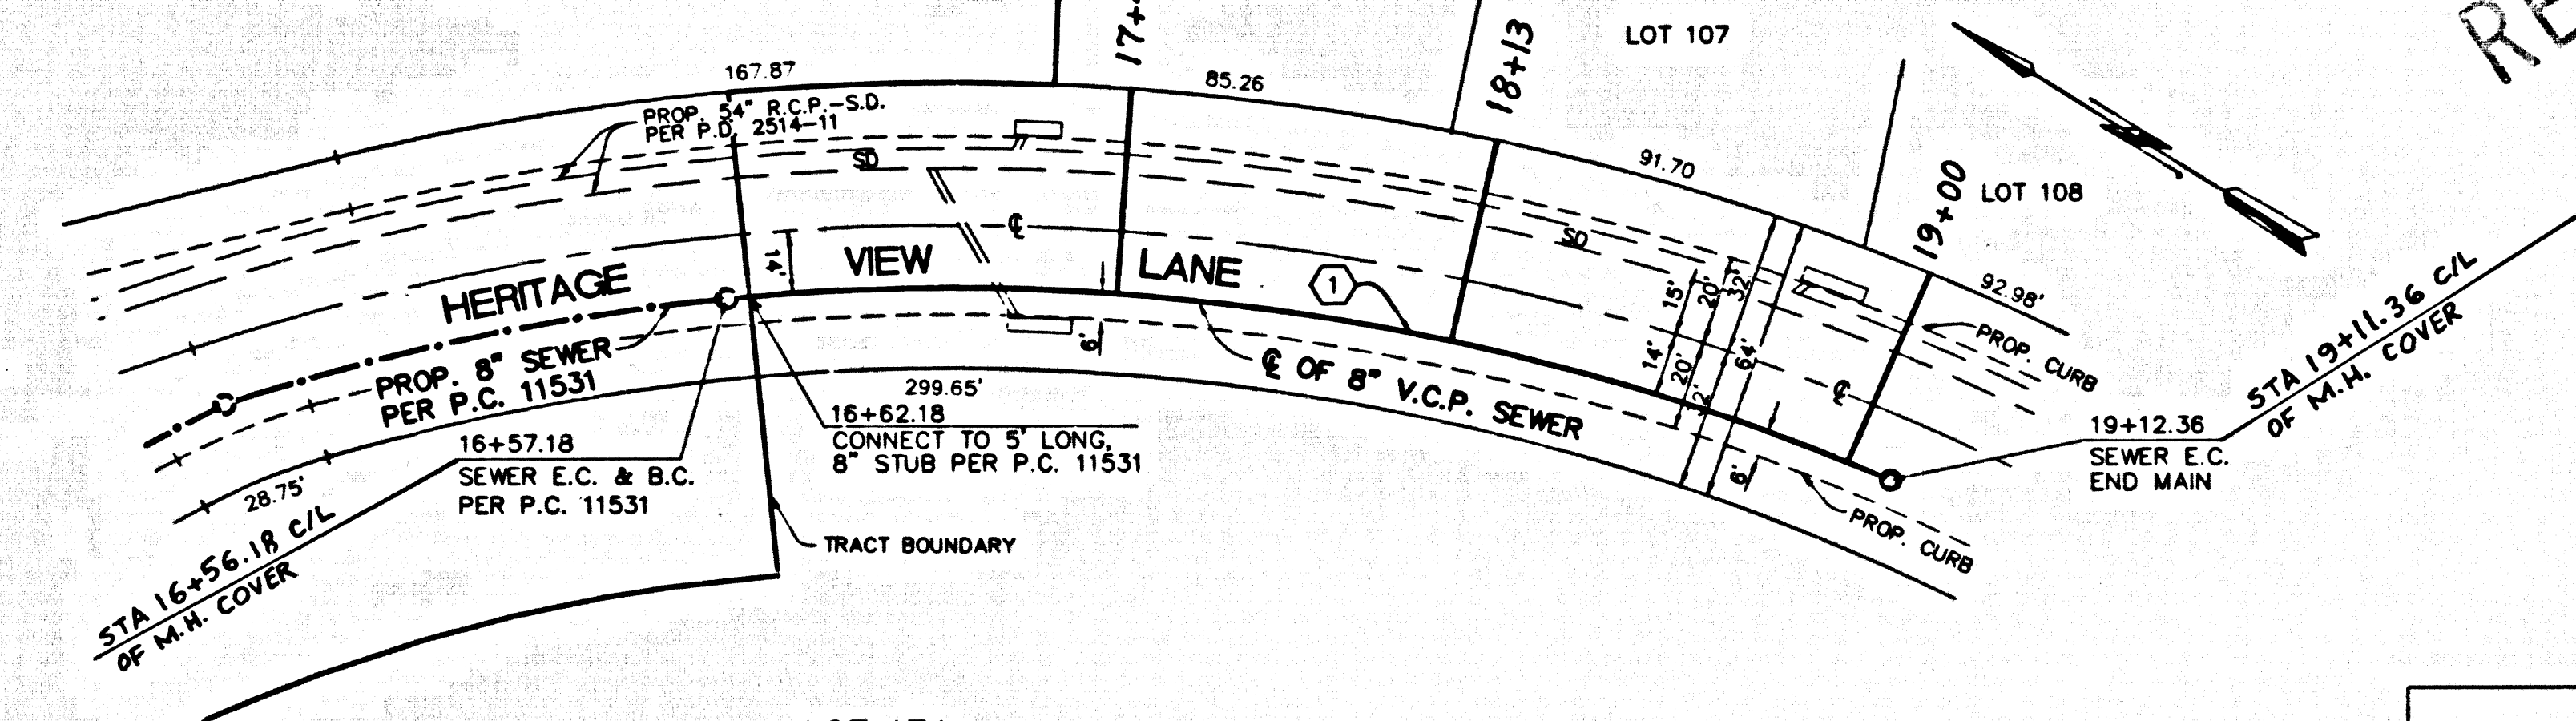 17+
18+13
LOT 107
RE
167.87
85.26
PROP. 54" R.C.P.-S.D.
PER P.D. 2514-11
SD
91.70
19+00
LOT 108
℄
14'
HERITAGE VIEW LANE
1
SD
15'
20'
32'
14'
20'
64'
92.98'
PROP. CURB
6'
℄
PROP. 8" SEWER
PER P.C. 11531
℄ OF 8" V.C.P. SEWER
299.65'
16+62.18
CONNECT TO 5' LONG,
8" STUB PER P.C. 11531
16+57.18
SEWER E.C. & B.C.
PER P.C. 11531
28.75'
STA 16+56.18 C/L
OF M.H. COVER
TRACT BOUNDARY
6'
PROP. CURB
19+12.36
SEWER E.C.
END MAIN
STA 19+11.36 C/L
OF M.H. COVER